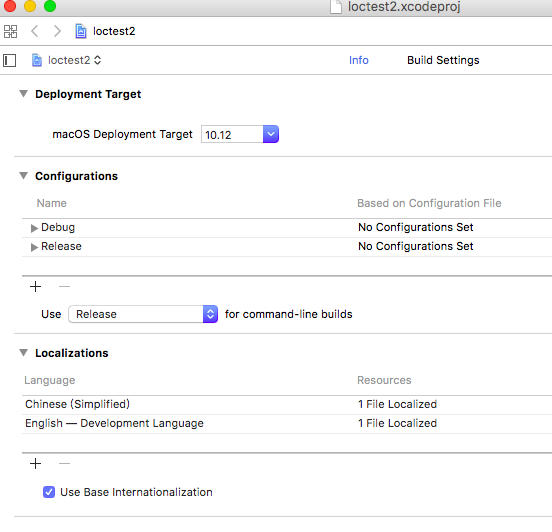 loctest2.xcodeproj
loctest2
loctest2 Info Build Settings
Deployment Target
macOS Deployment Target 10.12
Configurations
Name Based on Configuration File
Debug No Configurations Set
Release No Configurations Set
Use Release for command-line builds
Localizations
Language Resources
Chinese (Simplified) 1 File Localized
English — Development Language 1 File Localized
Use Base Internationalization